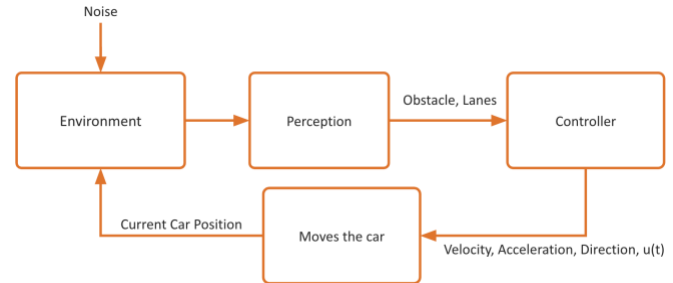 Noise
Environment
Perception
Obstacle, Lanes
Controller
Current Car Position
Moves the car
Velocity, Acceleration, Direction, u(t)